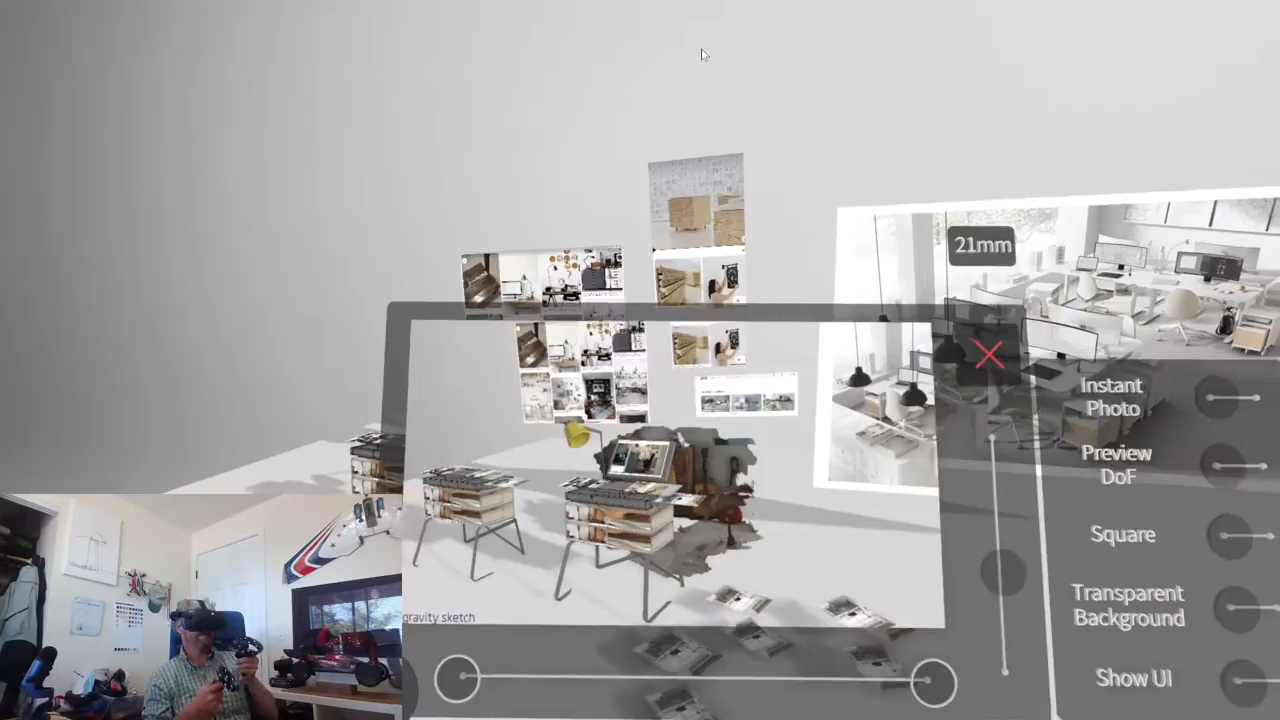 21mm
Instant
Photo
Preview
DoF
Square
Transparent
Background
Show UI
gravity sketch